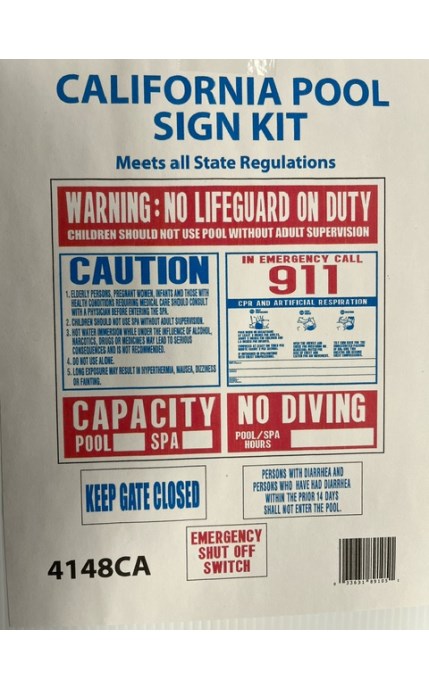 CALIFORNIA POOL
SIGN KIT
Meets all State Regulations
WARNING: NO LIFEGUARD ON DUTY
CHILDREN SHOULD NOT USE POOL WITHOUT ADULT SUPERVISION
CAUTION
1. ELDERLY PERSONS, PREGNANT WOMEN, INFANTS AND THOSE WITH
HEALTH CONDITIONS REQUIRING MEDICAL CARE SHOULD CONSULT
WITH A PHYSICIAN BEFORE ENTERING THE SPA.
2. CHILDREN SHOULD NOT USE SPA WITHOUT ADULT SUPERVISION.
3. HOT WATER IMMERSION WHILE UNDER THE INFLUENCE OF ALCOHOL,
NARCOTICS, DRUGS OR MEDICINES MAY LEAD TO SERIOUS
CONSEQUENCES AND IS NOT RECOMMENDED.
4. DO NOT USE ALONE.
5. LONG EXPOSURE MAY RESULT IN HYPERTHERMIA, NAUSEA, DIZZINESS
OR FAINTING.
IN EMERGENCY CALL
911
CPR AND ARTIFICIAL RESPIRATION
CAPACITY
POOL SPA
NO DIVING
POOL/SPA
HOURS
KEEP GATE CLOSED
PERSONS WITH DIARRHEA AND
PERSONS WHO HAVE HAD DIARRHEA
WITHIN THE PRIOR 14 DAYS
SHALL NOT ENTER THE POOL.
EMERGENCY
SHUT OFF
SWITCH
4148CA